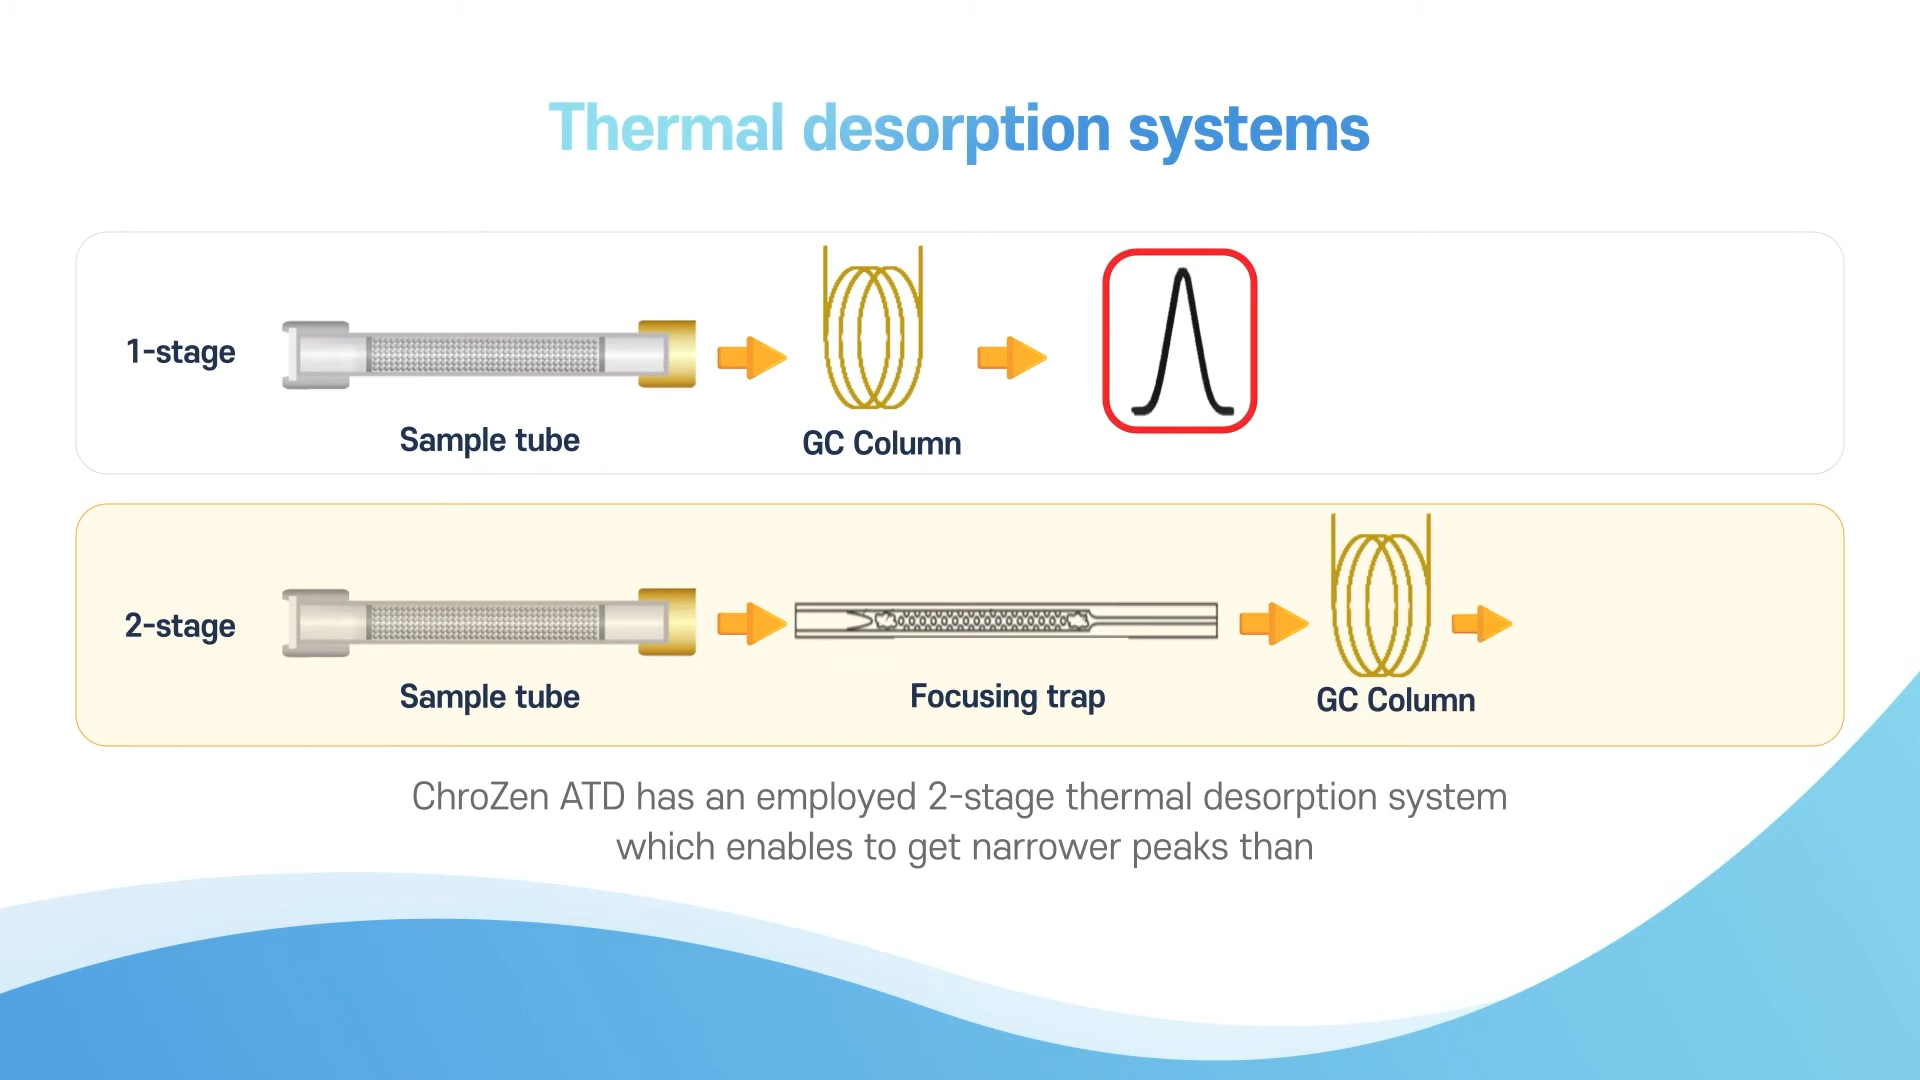 Thermal desorption systems
1-stage
Sample tube
GC Column
2-stage
Sample tube
Focusing trap
GC Column
ChroZen ATD has an employed 2-stage thermal desorption system
which enables to get narrower peaks than